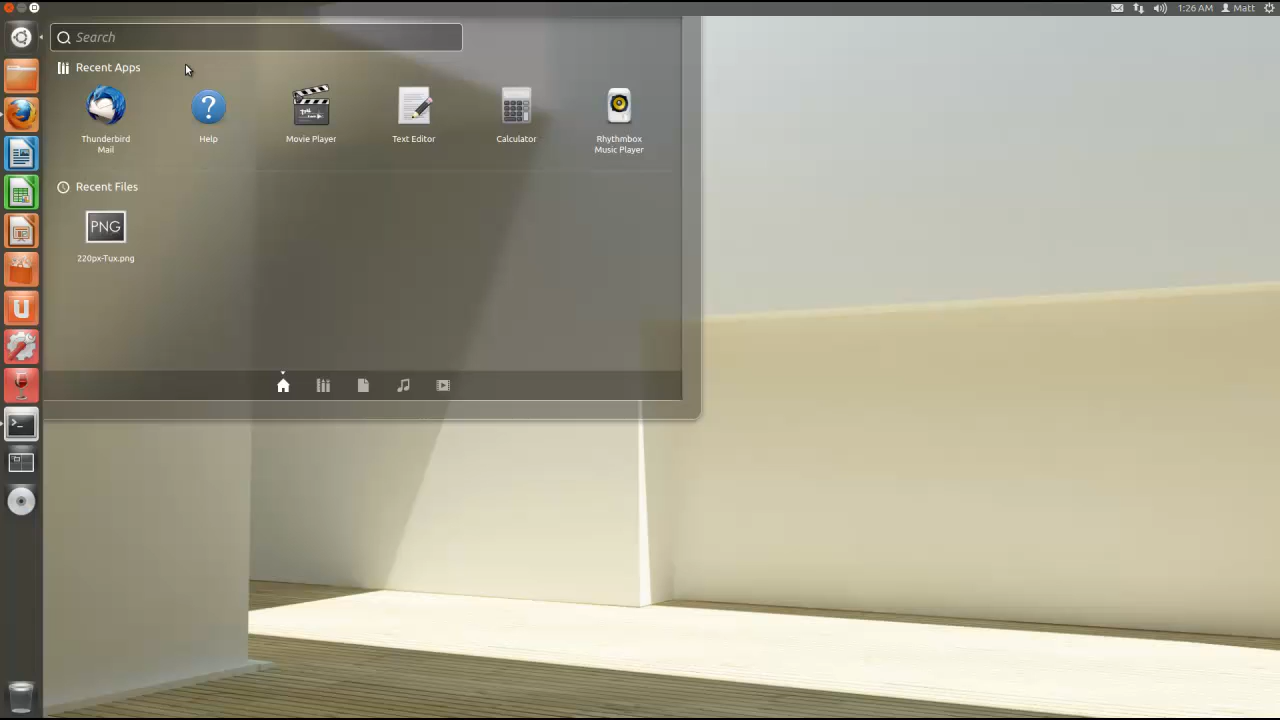 1:26 AM Matt
Search
Recent Apps
Thunderbird
Mail
Help
Movie Player
Text Editor
Calculator
Rhythmbox
Music Player
Recent Files
PNG
220px-Tux.png
U